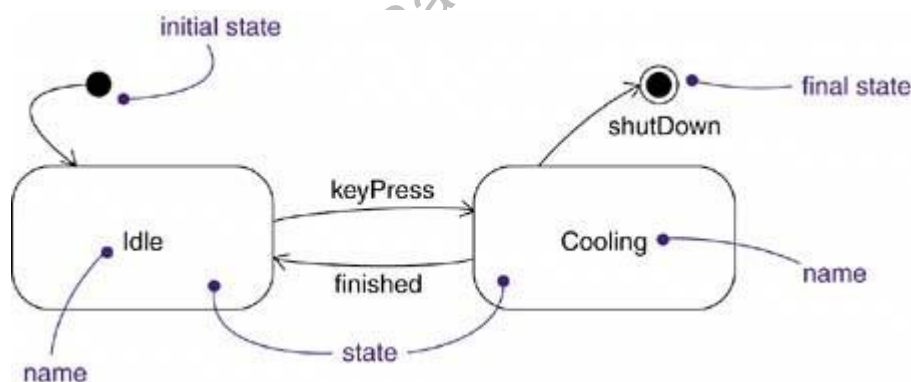 initial state
final state
shutDown
keyPress
Idle
Cooling
finished
name
state
name